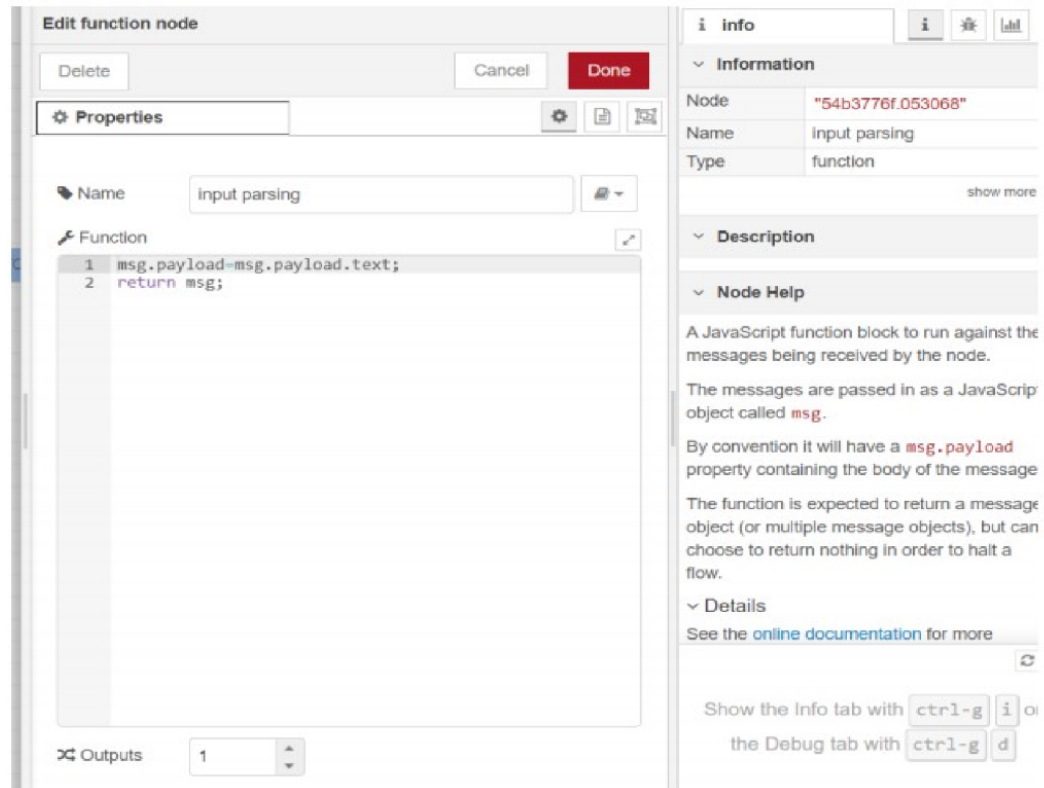 Edit function node
Delete
Cancel
Done
Properties
Name
input parsing
Function
1 msg.payload=msg.payload.text;
2 return msg;
Outputs
1
i info
i
Information
Node "54b3776f.053068"
Name input parsing
Type function
show more
Description
Node Help
A JavaScript function block to run against the
messages being received by the node.
The messages are passed in as a JavaScrip
object called msg.
By convention it will have a msg.payload
property containing the body of the message
The function is expected to return a message
object (or multiple message objects), but can
choose to return nothing in order to halt a
flow.
Details
See the online documentation for more
Show the Info tab with ctrl-g i or
the Debug tab with ctrl-g d